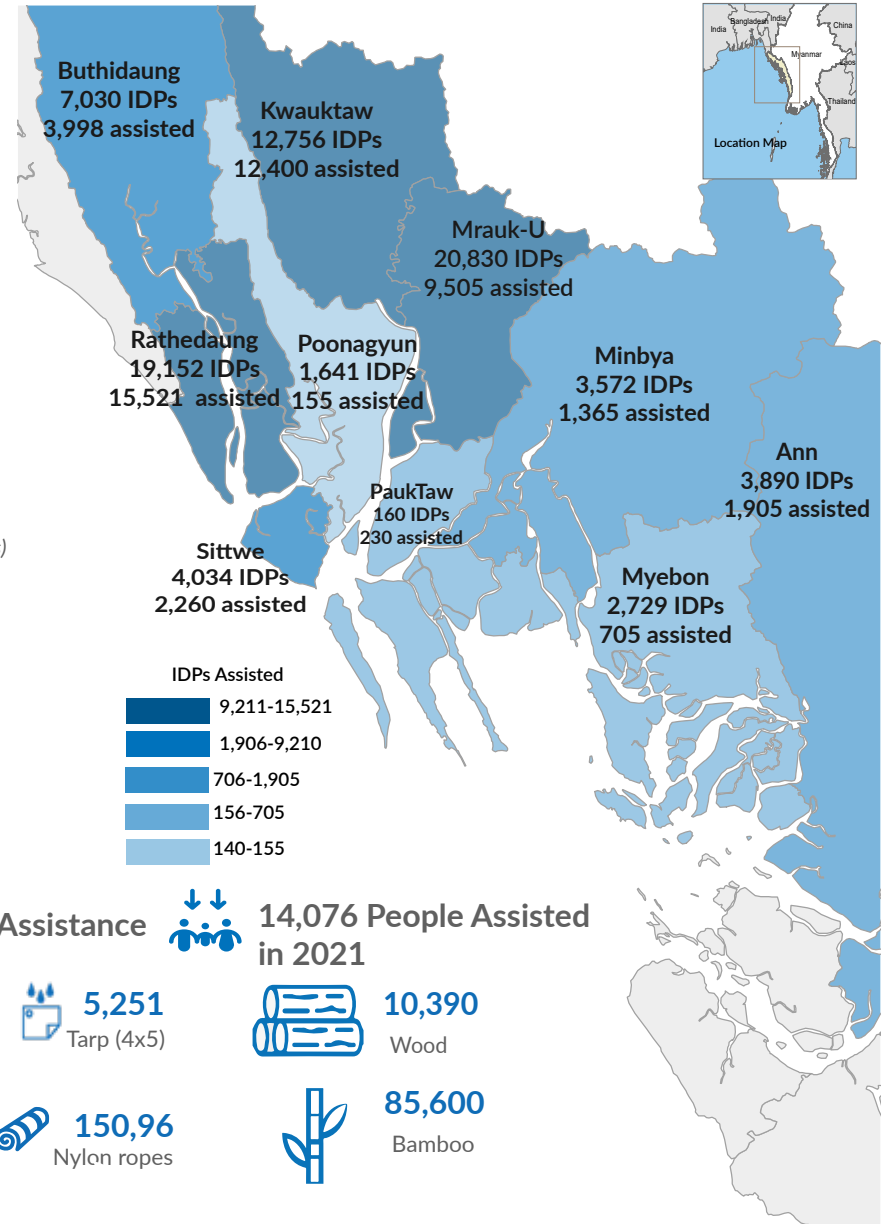 India
Bangladesh
India
China
Myanmar
Laos
Thailand
Location Map
Buthidaung
7,030 IDPs
3,998 assisted
Kwauktaw
12,756 IDPs
12,400 assisted
Mrauk-U
20,830 IDPs
9,505 assisted
Rathedaung
19,152 IDPs
15,521 assisted
Poonagyun
1,641 IDPs
155 assisted
Minbya
3,572 IDPs
1,365 assisted
Ann
3,890 IDPs
1,905 assisted
PaukTaw
160 IDPs
230 assisted
Sittwe
4,034 IDPs
2,260 assisted
Myebon
2,729 IDPs
705 assisted
IDPs Assisted
9,211-15,521
1,906-9,210
706-1,905
156-705
140-155
Assistance
14,076 People Assisted
in 2021
5,251
Tarp (4x5)
10,390
Wood
150,96
Nylon ropes
85,600
Bamboo